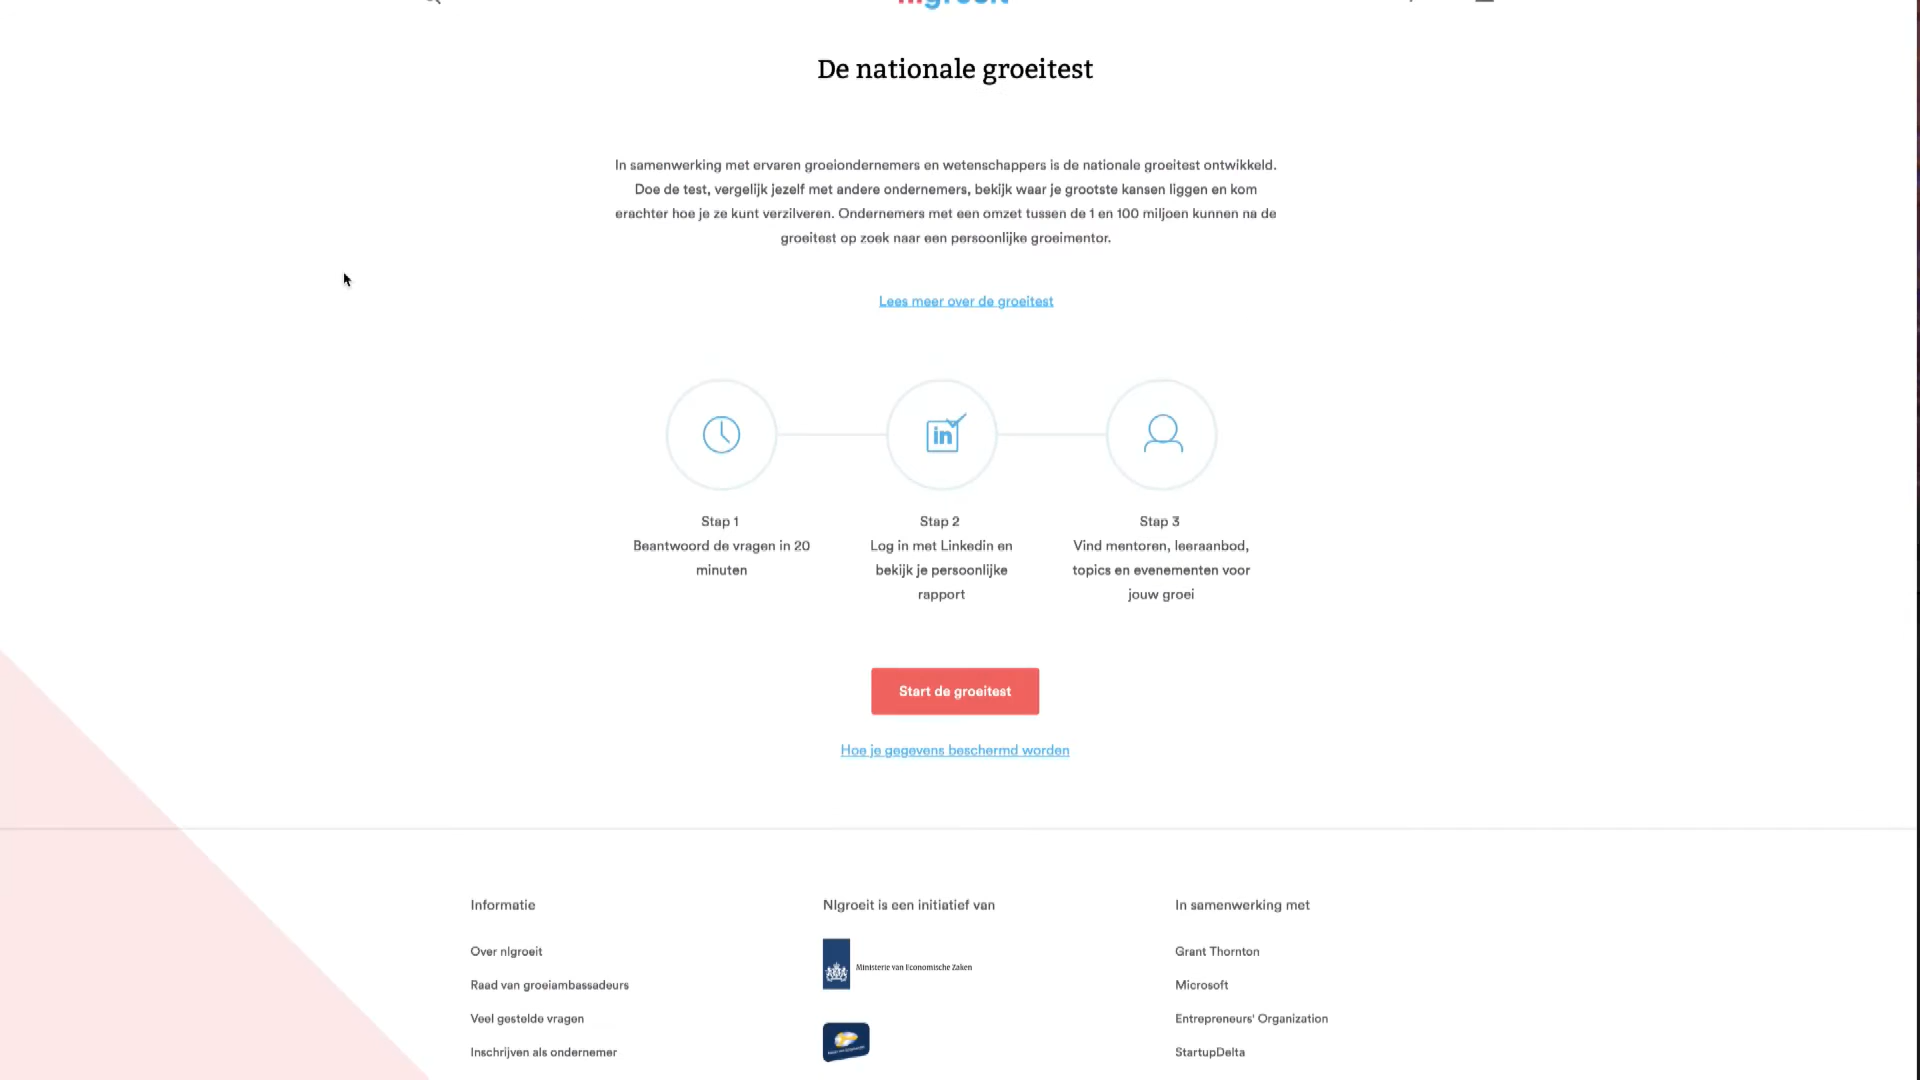 nlgroeit
De nationale groeitest
In samenwerking met ervaren groeiondernemers en wetenschappers is de nationale groeitest ontwikkeld.
Doe de test, vergelijk jezelf met andere ondernemers, bekijk waar je grootste kansen liggen en kom
erachter hoe je ze kunt verzilveren. Ondernemers met een omzet tussen de 1 en 100 miljoen kunnen na de
groeitest op zoek naar een persoonlijke groeimentor.
Lees meer over de groeitest
in
Stap 1
Beantwoord de vragen in 20
minuten
Stap 2
Log in met Linkedin en
bekijk je persoonlijke
rapport
Stap 3
Vind mentoren, leeraanbod,
topics en evenementen voor
jouw groei
Start de groeitest
Hoe je gegevens beschermd worden
Informatie
Over nlgroeit
Raad van groeiambassadeurs
Veel gestelde vragen
Inschrijven als ondernemer
Nlgroeit is een initiatief van
Ministerie van Economische Zaken
In samenwerking met
Grant Thornton
Microsoft
Entrepreneurs' Organization
StartupDelta